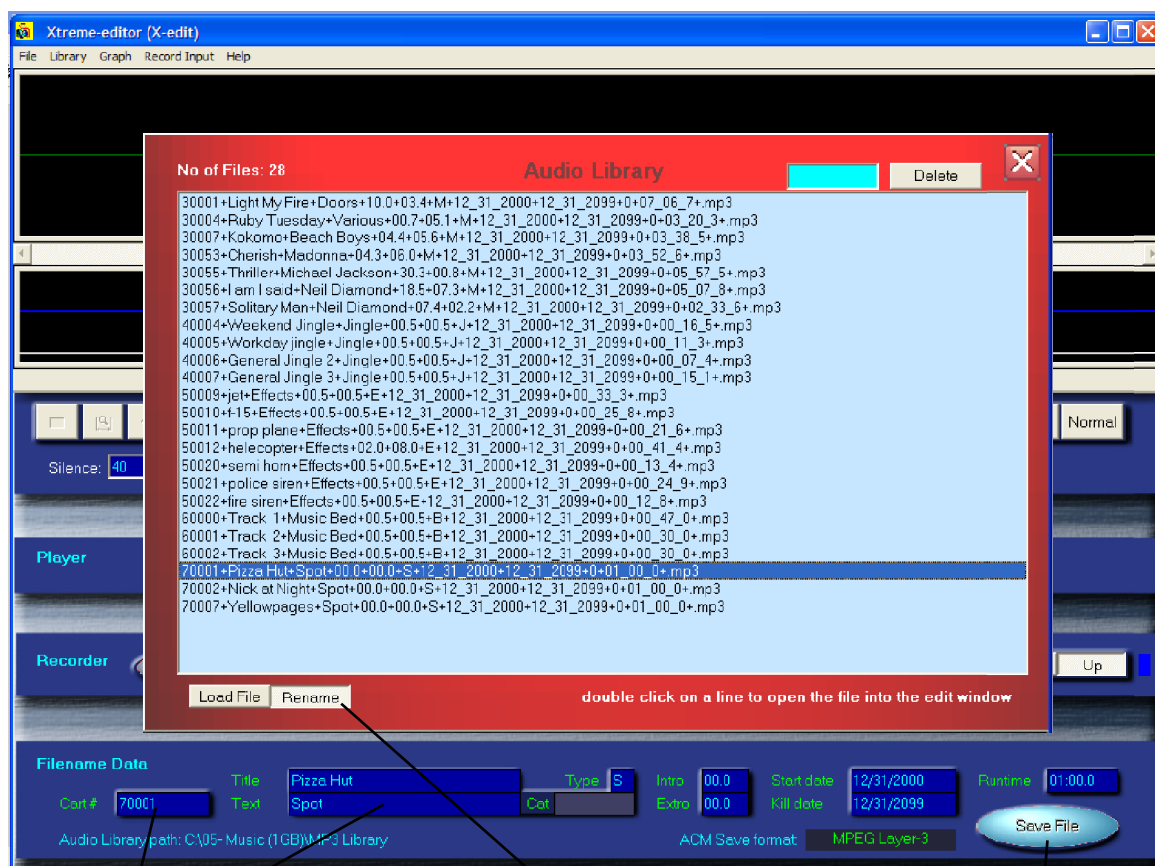 Xtreme-editor (X-edit)
File Library Graph Record Input Help
No of Files: 28
Audio Library
Delete
30001+Light My Fire+Doors+10.0+03.4+M+12_31_2000+12_31_2099+0+07_06_7+.mp3
30004+Ruby Tuesday+Various+00.7+05.1+M+12_31_2000+12_31_2099+0+03_20_3+.mp3
30007+Kokomo+Beach Boys+04.4+05.6+M+12_31_2000+12_31_2099+0+03_38_5+.mp3
30053+Cherish+Madonna+04.3+06.0+M+12_31_2000+12_31_2099+0+03_52_6+.mp3
30055+Thriller+Michael Jackson+30.3+00.8+M+12_31_2000+12_31_2099+0+05_57_5+.mp3
30056+I am I said+Neil Diamond+18.5+07.3+M+12_31_2000+12_31_2099+0+05_07_8+.mp3
30057+Solitary Man+Neil Diamond+07.4+02.2+M+12_31_2000+12_31_2099+0+02_33_6+.mp3
40004+Weekend Jingle+Jingle+00.5+00.5+J+12_31_2000+12_31_2099+0+00_16_5+.mp3
40005+Workday jingle+Jingle+00.5+00.5+J+12_31_2000+12_31_2099+0+00_11_3+.mp3
40006+General Jingle 2+Jingle+00.5+00.5+J+12_31_2000+12_31_2099+0+00_07_4+.mp3
40007+General Jingle 3+Jingle+00.5+00.5+J+12_31_2000+12_31_2099+0+00_15_1+.mp3
50009+jet+Effects+00.5+00.5+E+12_31_2000+12_31_2099+0+00_33_3+.mp3
50010+f-15+Effects+00.5+00.5+E+12_31_2000+12_31_2099+0+00_25_8+.mp3
50011+prop plane+Effects+00.5+00.5+E+12_31_2000+12_31_2099+0+00_21_6+.mp3
50012+helecopter+Effects+02.0+08.0+E+12_31_2000+12_31_2099+0+00_41_4+.mp3
50020+semi horn+Effects+00.5+00.5+E+12_31_2000+12_31_2099+0+00_13_4+.mp3
50021+police siren+Effects+00.5+00.5+E+12_31_2000+12_31_2099+0+00_24_9+.mp3
50022+fire siren+Effects+00.5+00.5+E+12_31_2000+12_31_2099+0+00_12_8+.mp3
60000+Track 1+Music Bed+00.5+00.5+B+12_31_2000+12_31_2099+0+00_47_0+.mp3
60001+Track 2+Music Bed+00.5+00.5+B+12_31_2000+12_31_2099+0+00_30_0+.mp3
60002+Track 3+Music Bed+00.5+00.5+B+12_31_2000+12_31_2099+0+00_30_0+.mp3
70001+Pizza Hut+Spot+00.0+00.0+S+12_31_2000+12_31_2099+0+01_00_0+.mp3
70002+Nick at Night+Spot+00.0+00.0+S+12_31_2000+12_31_2099+0+01_00_0+.mp3
70007+Yellowpages+Spot+00.0+00.0+S+12_31_2000+12_31_2099+0+01_00_0+.mp3
Normal
Silence: 40
Player
Recorder
Up
Load File Rename double click on a line to open the file into the edit window
Filename Data
Title Pizza Hut Type S Intro 00.0 Start date 12/31/2000 Runtime 01:00.0
Cart # 70001 Text Spot Cat Extro 00.0 Kill date 12/31/2099
Save File
Audio Library path: C:\05- Music (1GB)\MP3 Library ACM Save format: MPEG Layer-3